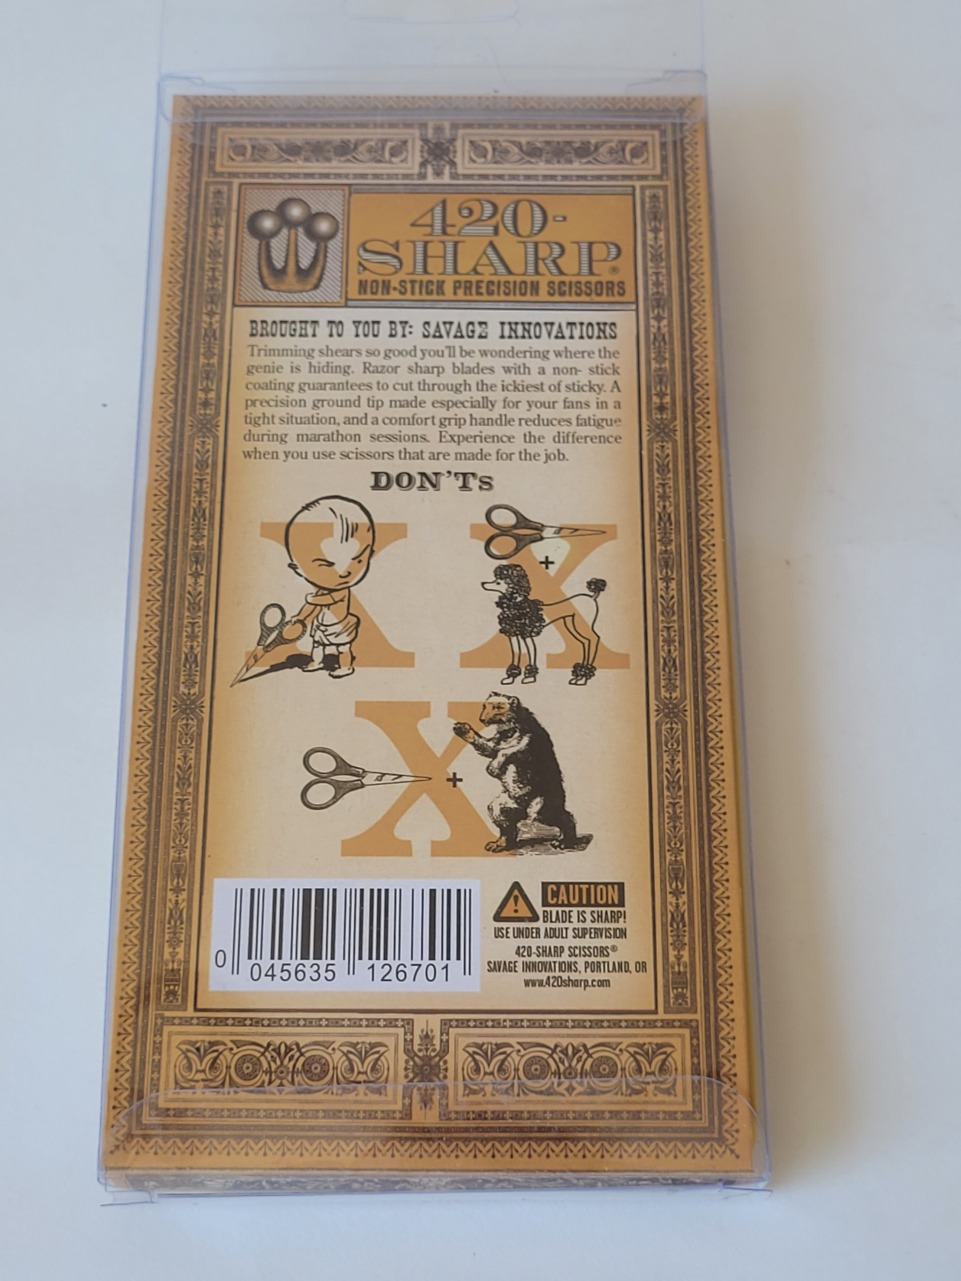 420-
SHARP®
NON-STICK PRECISION SCISSORS
BROUGHT TO YOU BY: SAVAGE INNOVATIONS
Trimming shears so good you'll be wondering where the
genie is hiding. Razor sharp blades with a non- stick
coating guarantees to cut through the ickiest of sticky. A
precision ground tip made especially for your fans in a
tight situation, and a comfort grip handle reduces fatigue
during marathon sessions. Experience the difference
when you use scissors that are made for the job.
DON'Ts
X X
+
X
+
CAUTION
BLADE IS SHARP!
USE UNDER ADULT SUPERVISION
420-SHARP SCISSORS®
SAVAGE INNOVATIONS, PORTLAND, OR
www.420sharp.com
0 045635 126701